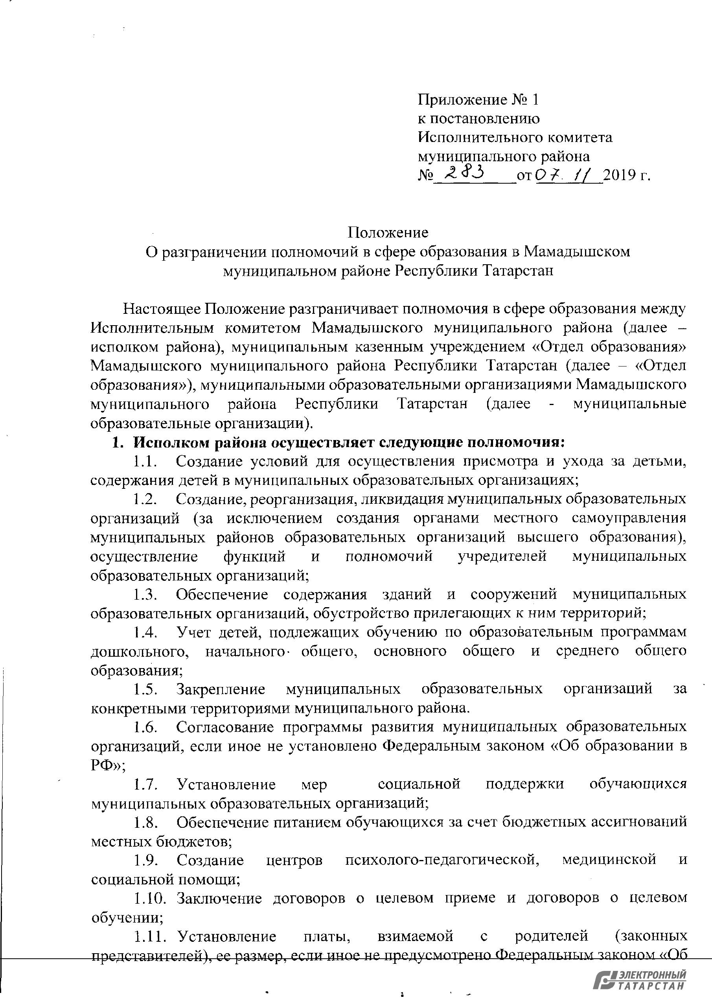 Приложение № 1
к постановлению
Исполнительного комитета
муниципального района
№ 283 от 07. 11 2019 г.
Положение
О разграничении полномочий в сфере образования в Мамадышском
муниципальном районе Республики Татарстан
Настоящее Положение разграничивает полномочия в сфере образования между
Исполнительным комитетом Мамадышского муниципального района (далее –
исполком района), муниципальным казенным учреждением «Отдел образования»
Мамадышского муниципального района Республики Татарстан (далее – «Отдел
образования»), муниципальными образовательными организациями Мамадышского
муниципального района Республики Татарстан (далее - муниципальные
образовательные организации).
1. Исполком района осуществляет следующие полномочия:
1.1. Создание условий для осуществления присмотра и ухода за детьми,
содержания детей в муниципальных образовательных организациях;
1.2. Создание, реорганизация, ликвидация муниципальных образовательных
организаций (за исключением создания органами местного самоуправления
муниципальных районов образовательных организаций высшего образования),
осуществление функций и полномочий учредителей муниципальных
образовательных организаций;
1.3. Обеспечение содержания зданий и сооружений муниципальных
образовательных организаций, обустройство прилегающих к ним территорий;
1.4. Учет детей, подлежащих обучению по образовательным программам
дошкольного, начального общего, основного общего и среднего общего
образования;
1.5. Закрепление муниципальных образовательных организаций за
конкретными территориями муниципального района.
1.6. Согласование программы развития муниципальных образовательных
организаций, если иное не установлено Федеральным законом «Об образовании в
РФ»;
1.7. Установление мер социальной поддержки обучающихся
муниципальных образовательных организаций;
1.8. Обеспечение питанием обучающихся за счет бюджетных ассигнований
местных бюджетов;
1.9. Создание центров психолого-педагогической, медицинской и
социальной помощи;
1.10. Заключение договоров о целевом приеме и договоров о целевом
обучении;
1.11. Установление платы, взимаемой с родителей (законных
представителей), ее размер, если иное не предусмотрено Федеральным законом «Об
ЭЛЕКТРОННЫЙ
ТАТАРСТАН